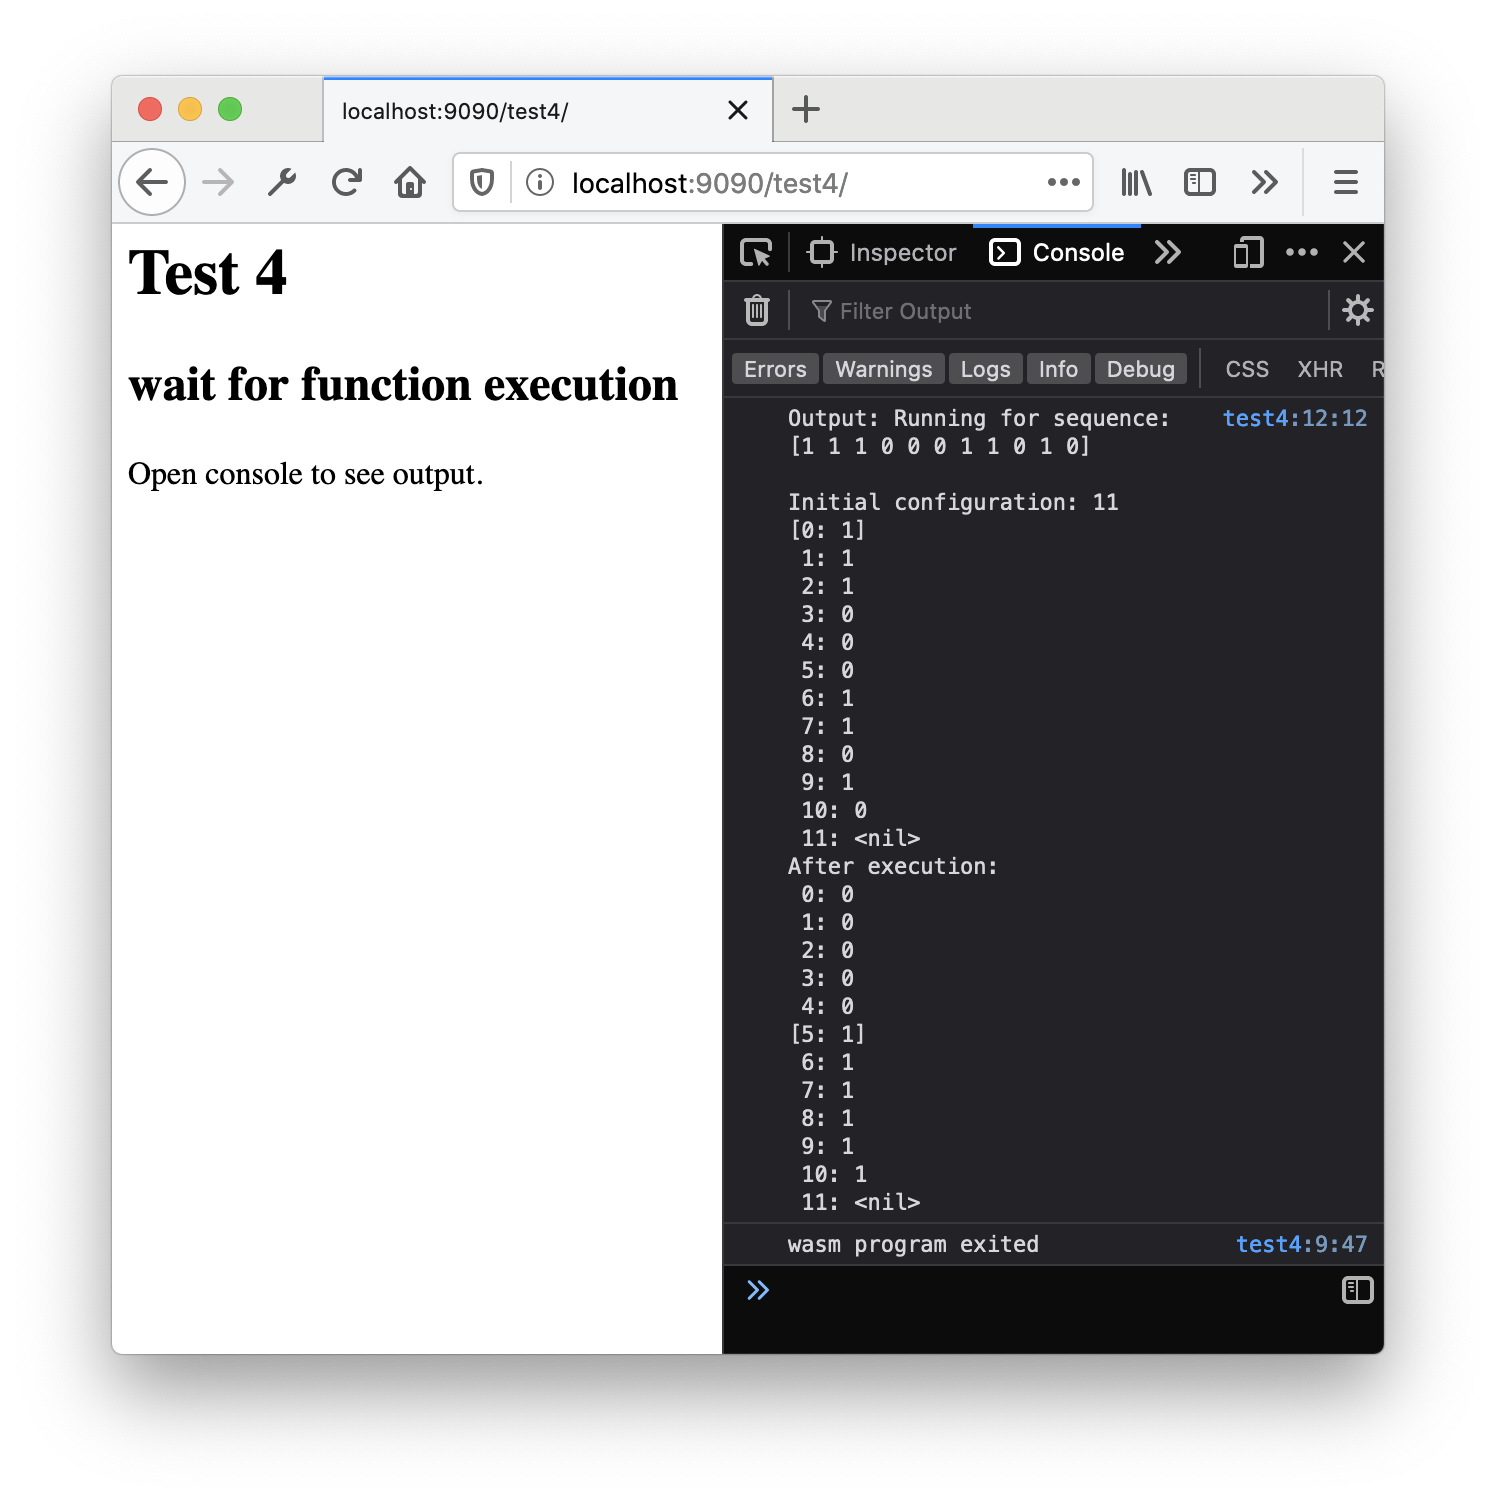 localhost:9090/test4/
localhost:9090/test4/
Test 4
wait for function execution
Open console to see output.
Inspector
Console
Filter Output
Errors
Warnings
Logs
Info
Debug
CSS
XHR
R
Output: Running for sequence: test4:12:12
[1 1 1 0 0 0 1 1 0 1 0]
Initial configuration: 11
[0: 1]
1: 1
2: 1
3: 0
4: 0
5: 0
6: 1
7: 1
8: 0
9: 1
10: 0
11: <nil>
After execution:
0: 0
1: 0
2: 0
3: 0
4: 0
[5: 1]
6: 1
7: 1
8: 1
9: 1
10: 1
11: <nil>
wasm program exited test4:9:47